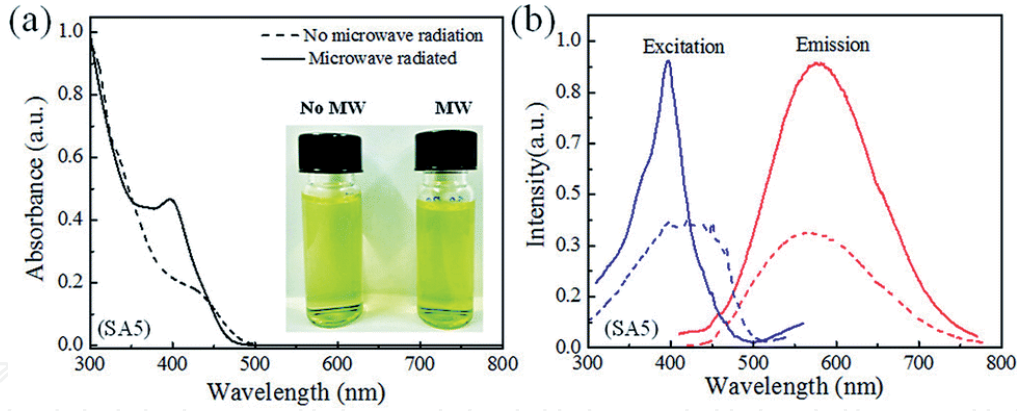 (a)
No microwave radiation
Microwave radiated
No MW MW
Absorbance (a.u.)
1.0
0.8
0.6
0.4
0.2
0.0
(SA5)
300 400 500 600 700 800
Wavelength (nm)
(b)
Excitation Emission
Intensity(a.u.)
1.0
0.8
0.7
0.5
0.3
0.2
0.0
(SA5)
300 400 500 600 700 800
Wavelength (nm)